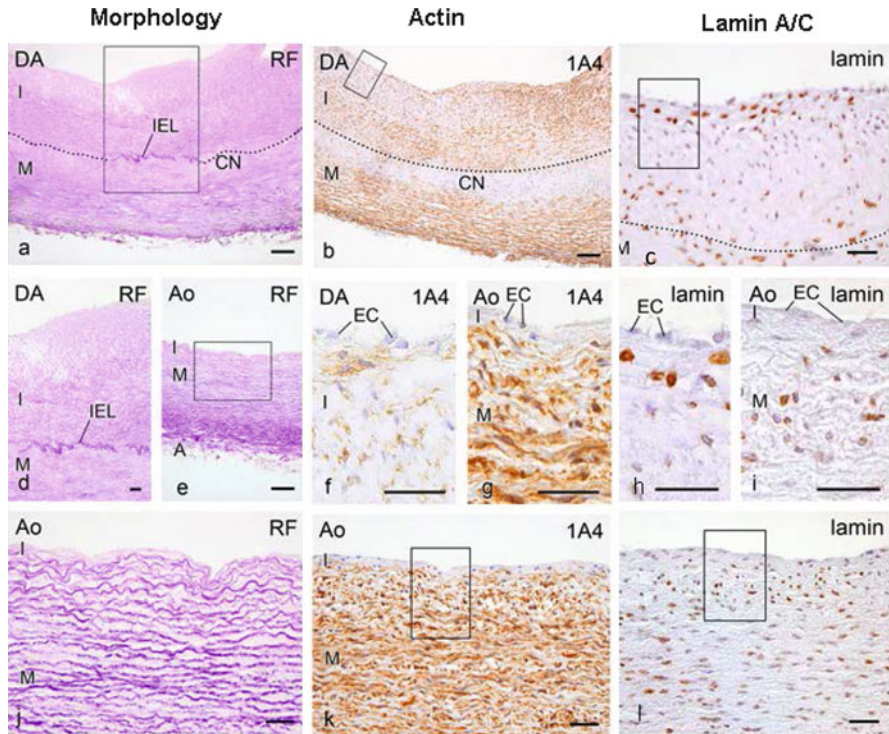 Morphology
Actin
Lamin A/C
DA RF
I
IEL
M
CN
a
DA 1A4
I
CN
M
b
lamin
M
c
DA RF
I
IEL
M
d
Ao RF
I
M
A
e
DA 1A4
EC
I
f
Ao EC 1A4
I
M
g
lamin
EC
h
Ao EC lamin
I
M
i
Ao RF
I
M
j
Ao 1A4
I
M
k
lamin
l